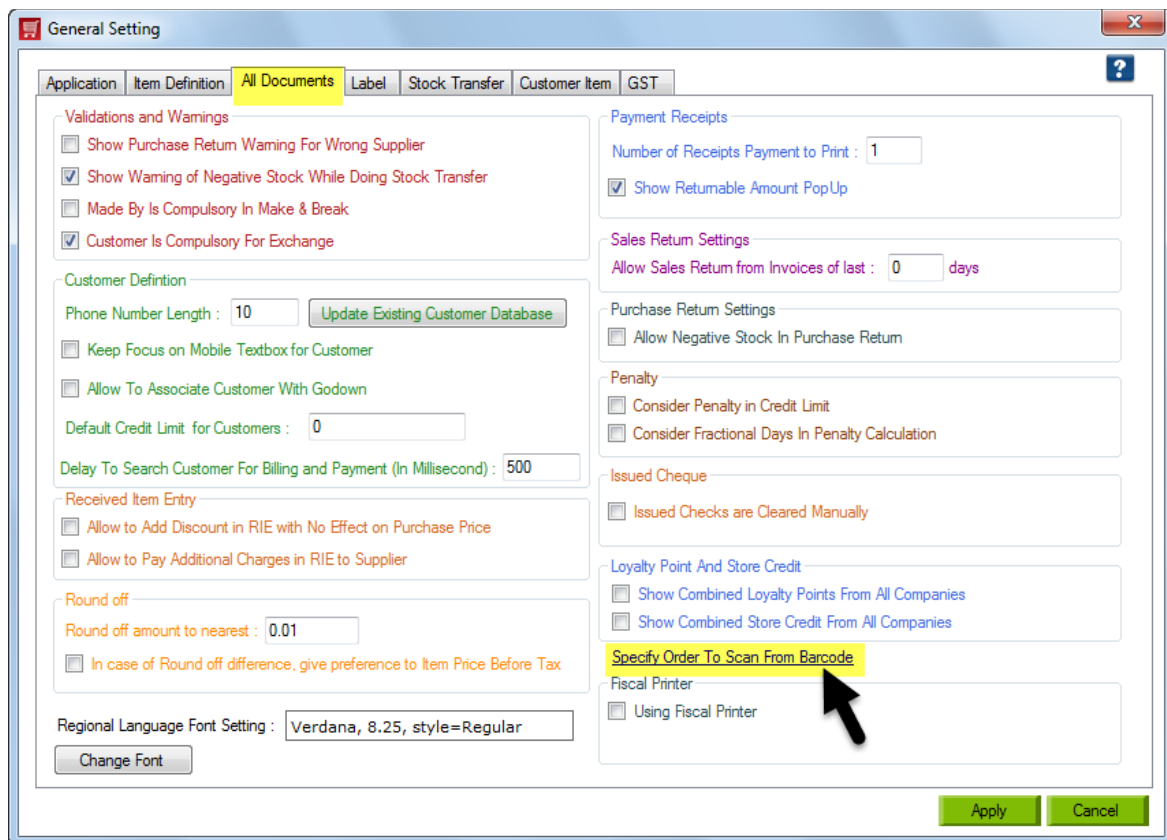 General Setting
x
?
Application Item Definition All Documents Label Stock Transfer Customer Item GST
Validations and Warnings
Show Purchase Return Warning For Wrong Supplier
Show Warning of Negative Stock While Doing Stock Transfer
Made By Is Compulsory In Make & Break
Customer Is Compulsory For Exchange
Customer Defintion
Phone Number Length : 10 Update Existing Customer Database
Keep Focus on Mobile Textbox for Customer
Allow To Associate Customer With Godown
Default Credit Limit for Customers : 0
Delay To Search Customer For Billing and Payment (In Millisecond) : 500
Received Item Entry
Allow to Add Discount in RIE with No Effect on Purchase Price
Allow to Pay Additional Charges in RIE to Supplier
Round off
Round off amount to nearest : 0.01
In case of Round off difference, give preference to Item Price Before Tax
Regional Language Font Setting : Verdana, 8.25, style=Regular
Change Font
Payment Receipts
Number of Receipts Payment to Print : 1
Show Returnable Amount PopUp
Sales Return Settings
Allow Sales Return from Invoices of last : 0 days
Purchase Return Settings
Allow Negative Stock In Purchase Return
Penalty
Consider Penalty in Credit Limit
Consider Fractional Days In Penalty Calculation
Issued Cheque
Issued Checks are Cleared Manually
Loyalty Point And Store Credit
Show Combined Loyalty Points From All Companies
Show Combined Store Credit From All Companies
Specify Order To Scan From Barcode
Fiscal Printer
Using Fiscal Printer
Apply Cancel